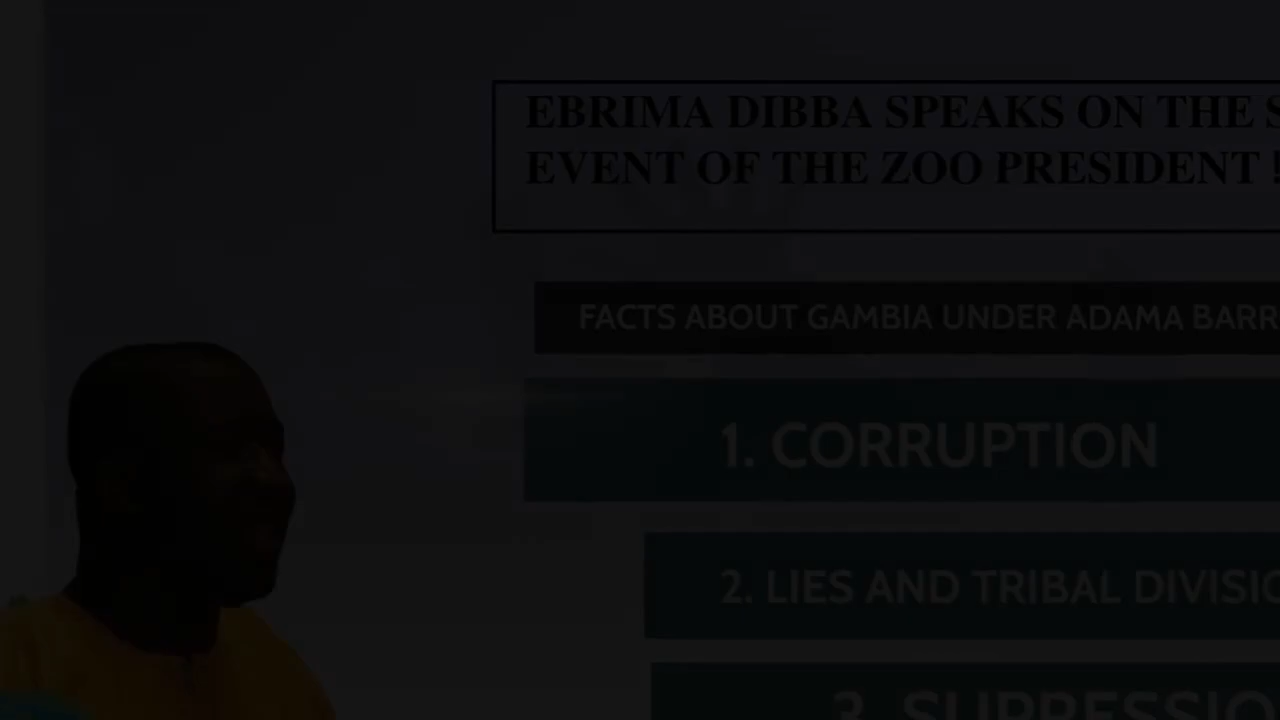 EBRIMA DIBBA SPEAKS ON THE
EVENT OF THE ZOO PRESIDENT !
FACTS ABOUT GAMBIA UNDER ADAMA
1. CORRUPTION
2. LIES AND TRIBAL
3.